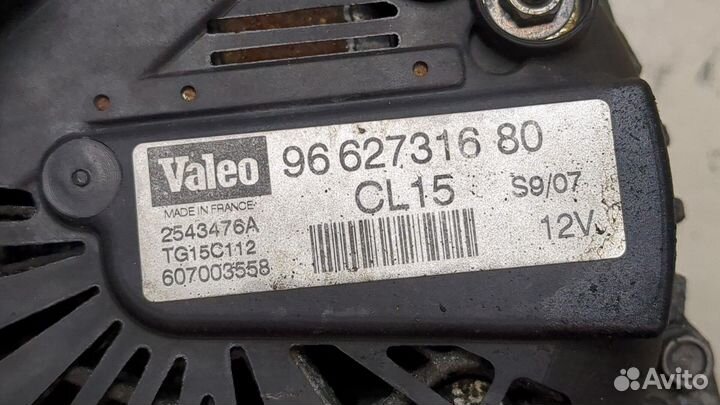 Valeo
96 627316 80
MADE IN FRANCE
CL15
S9/07
2543476A
TG15C112
12V
607003558
Avito